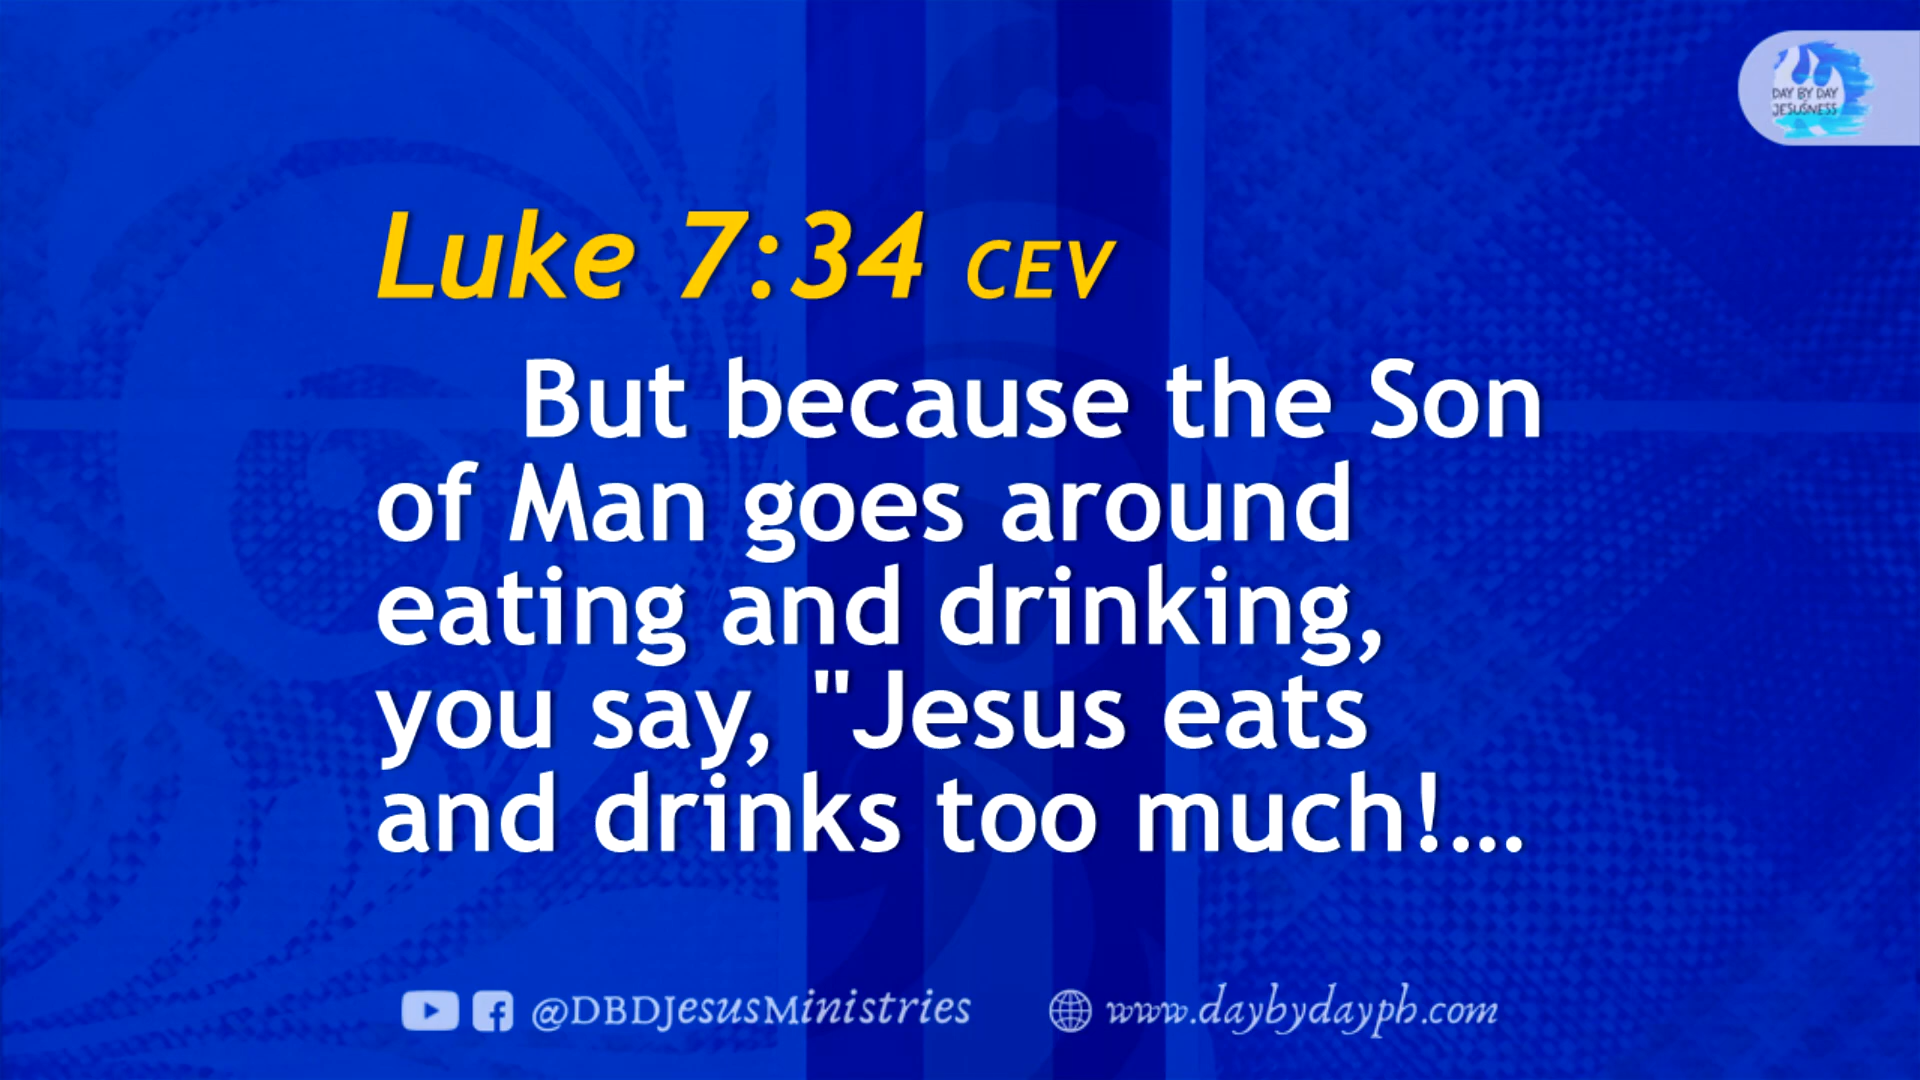 DAY BY DAY
JESUSNESS
Luke 7:34 CEV
But because the Son
of Man goes around
eating and drinking,
you say, "Jesus eats
and drinks too much!...
@DBDJesusMinistries
www.daybydayph.com